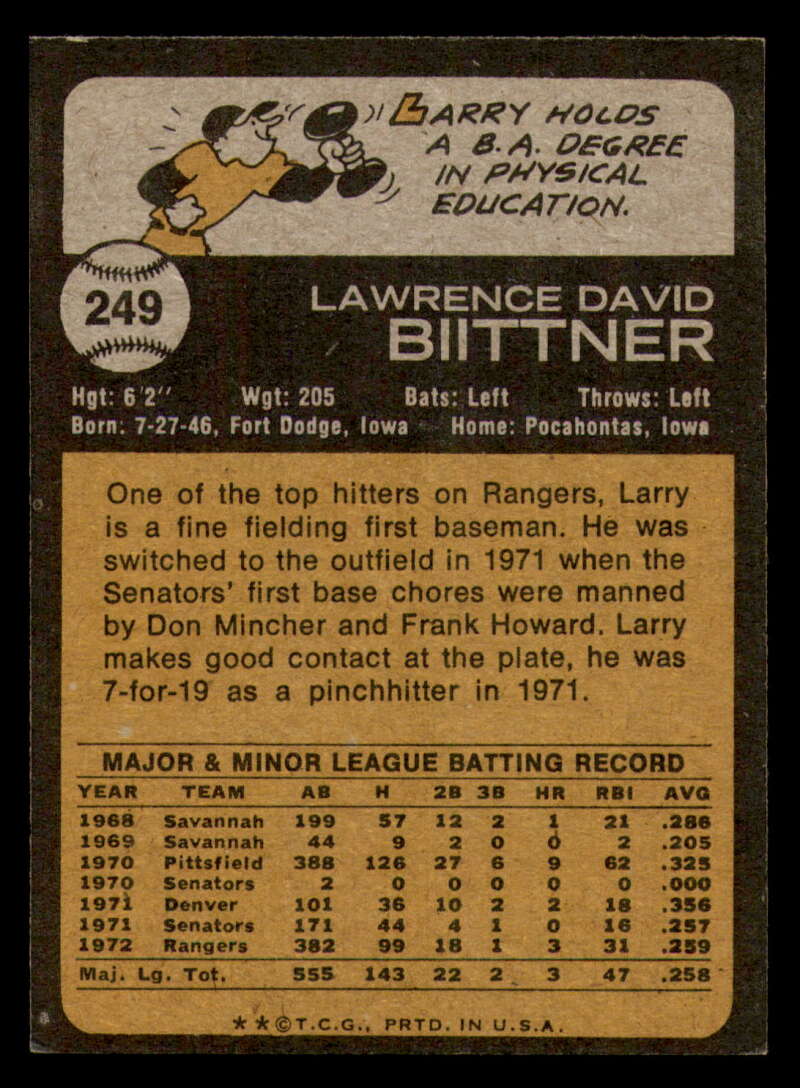 LARRY HOLDS
A B.A. DEGREE
IN PHYSICAL
EDUCATION.
249
LAWRENCE DAVID
BIITTNER
Hgt: 6'2" Wgt: 205 Bats: Left Throws: Left
Born: 7-27-46, Fort Dodge, Iowa Home: Pocahontas, Iowa
One of the top hitters on Rangers, Larry
is a fine fielding first baseman. He was
switched to the outfield in 1971 when the
Senators' first base chores were manned
by Don Mincher and Frank Howard. Larry
makes good contact at the plate, he was
7-for-19 as a pinchhitter in 1971.
MAJOR & MINOR LEAGUE BATTING RECORD
YEAR TEAM AB H 2B 3B HR RBI AVG
1968 Savannah 199 57 12 2 1 21 .286
1969 Savannah 44 9 2 0 0 2 .205
1970 Pittsfield 388 126 27 6 9 62 .325
1970 Senators 2 0 0 0 0 0 .000
1971 Denver 101 36 10 2 2 18 .356
1971 Senators 171 44 4 1 0 16 .257
1972 Rangers 382 99 18 1 3 31 .259
Maj. Lg. Tot. 555 143 22 2 3 47 .258
* * © T.C.G., PRTD. IN U.S.A.